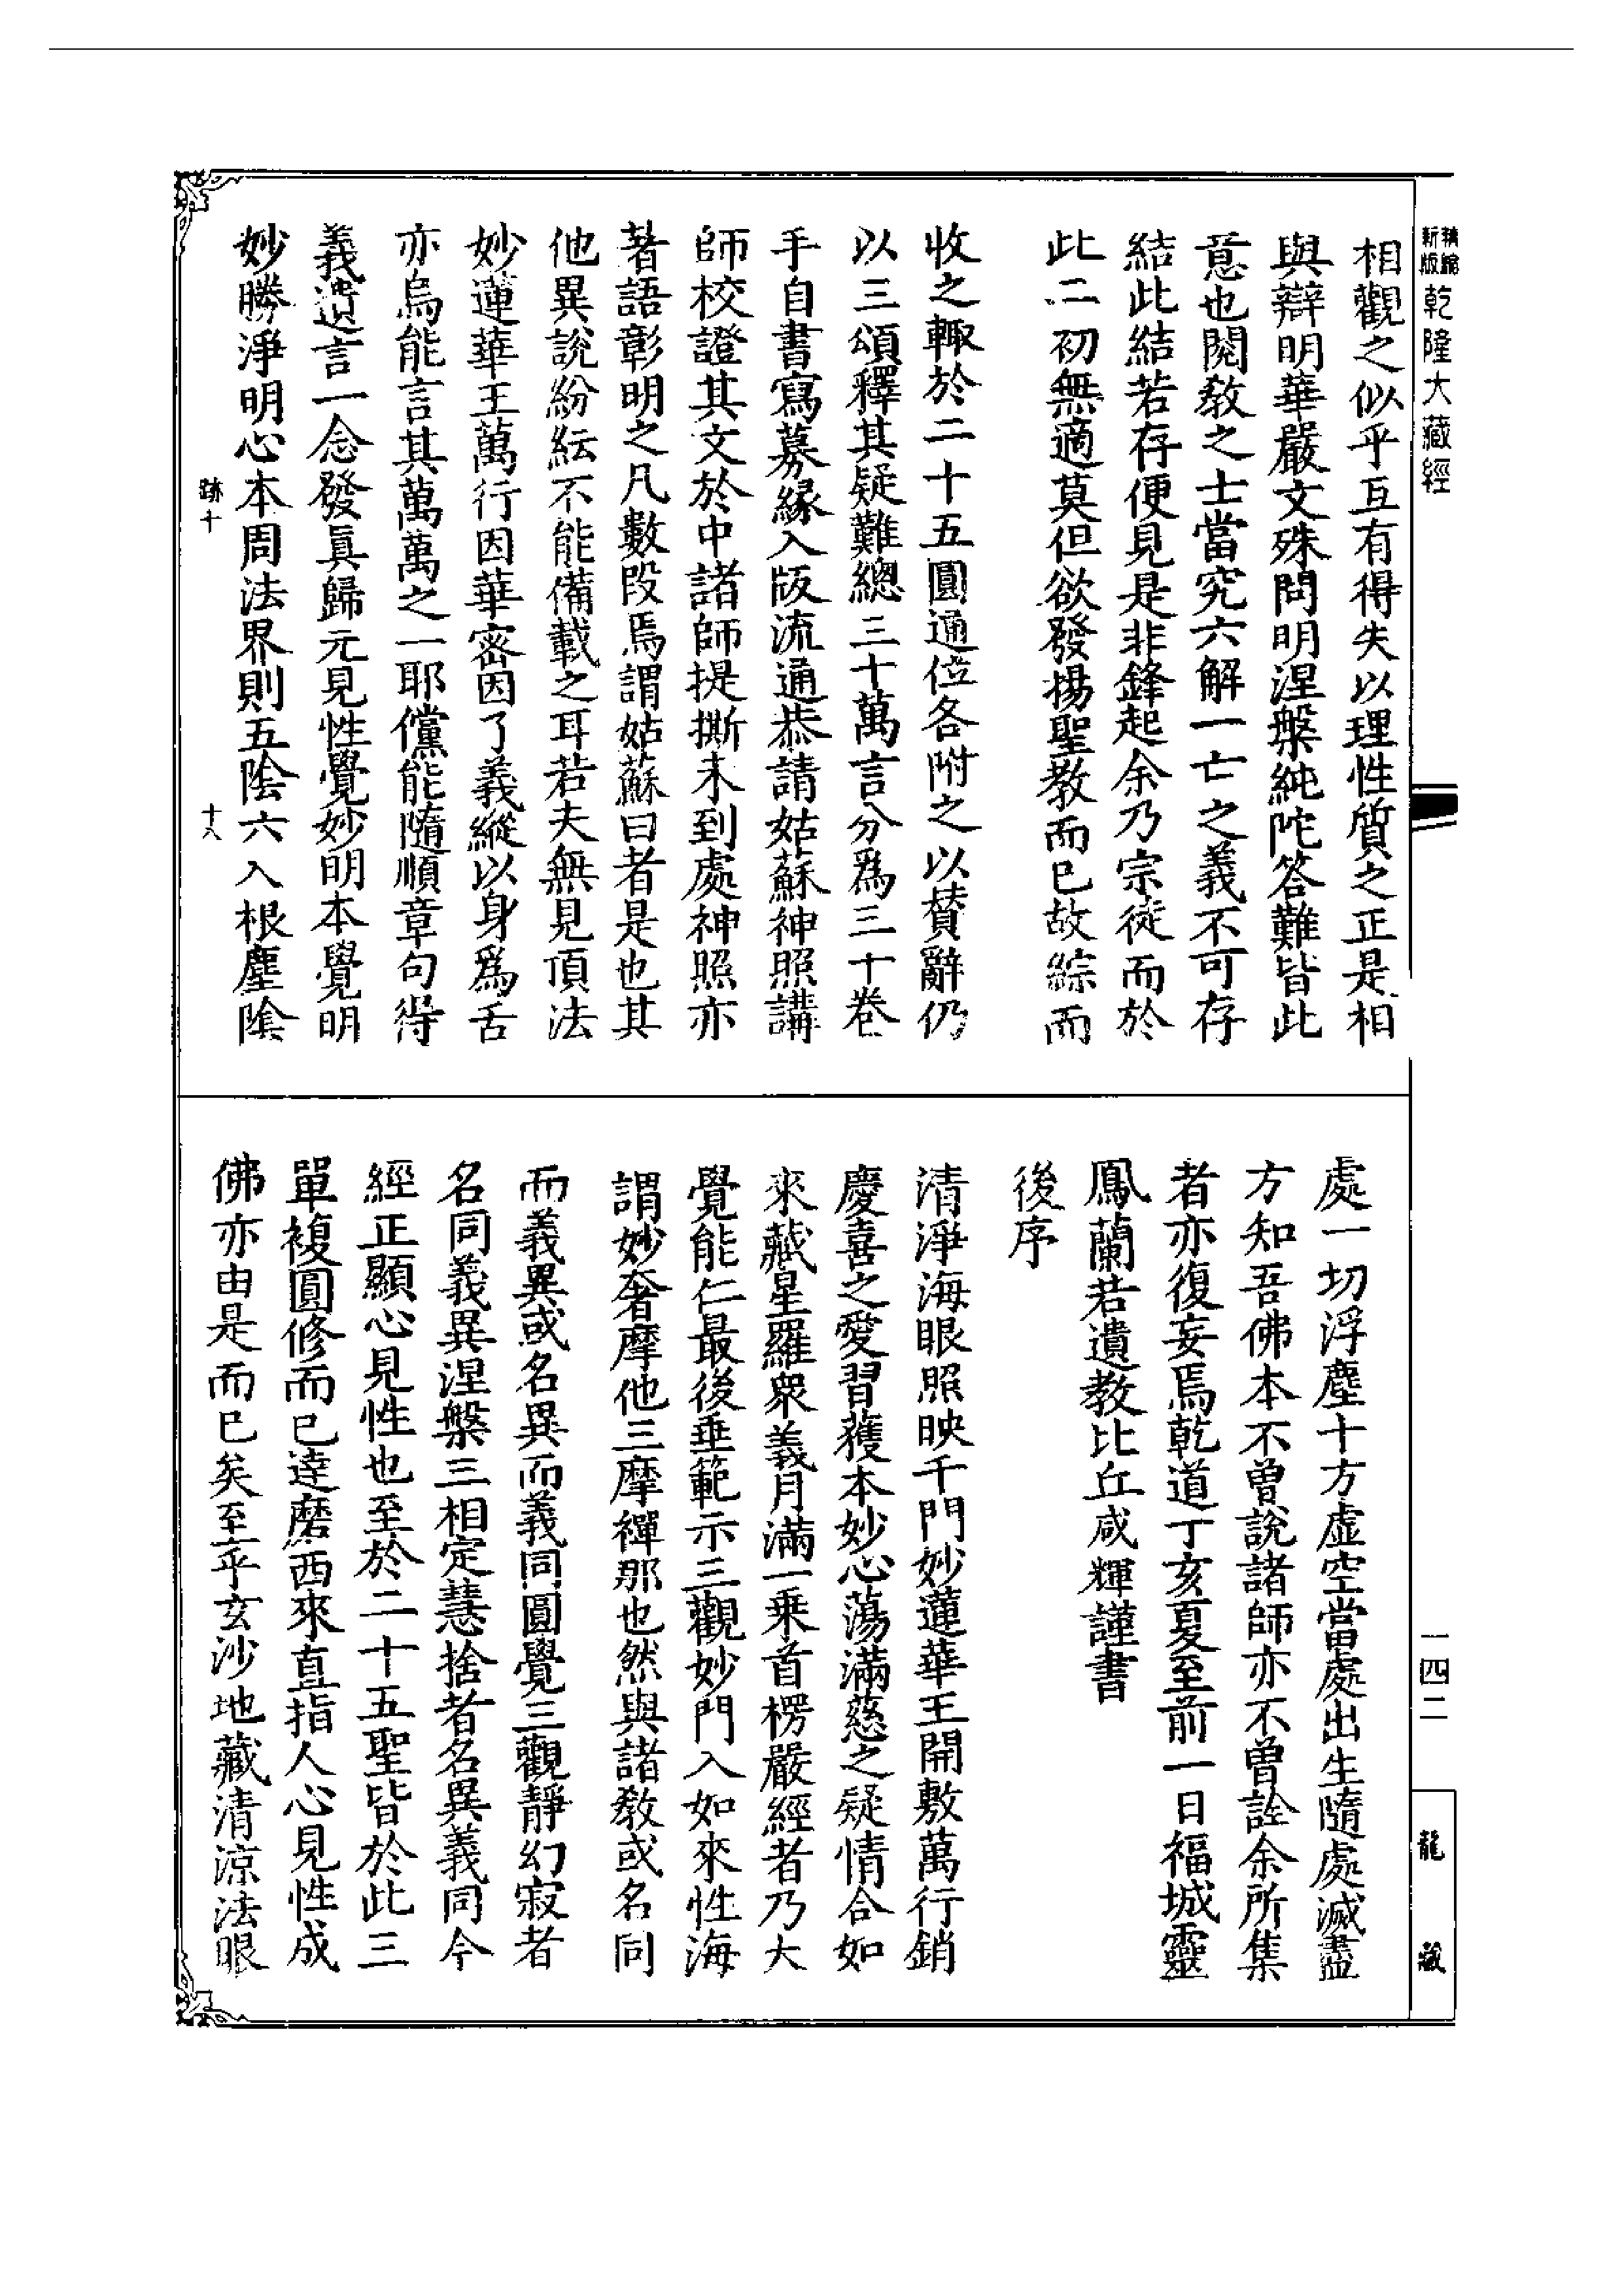 新編縮版乾隆大藏經
相觀之似乎互有得失以理性質之正是相
與辯明華嚴文殊問明涅槃純陀答難皆此
意也閱教之士當究六解一亡之義不可存
結此結若存便見是非鋒起余乃宗徒而於
此二初無適莫但欲發揚聖教而已故綜而
收之輙於二十五圓通位各附之以賛辭仍
以三頌釋其疑難總三十萬言分爲三十卷
手自書寫募緣入版流通恭請姑蘇神照講
師校證其文於中諸師提撕未到處神照亦
著語彰明之凡數段焉謂姑蘇曰者是也其
他異說紛紜不能備載之耳若夫無見頂法
妙蓮華王萬行因華密因了義縱以身爲舌
亦烏能言其萬萬之一耶儻能隨順章句得
義遺言一念發眞歸元見性覺妙明本覺明
妙勝淨明心本周法界則五陰六入根塵隂
跡十
十八
處一切浮塵十方虛空當處出生隨處滅盡
方知吾佛本不曾說諸師亦不曾詮余所集
者亦復妄焉乾道丁亥夏至前一日福城靈
鳳蘭若遺教比丘咸輝謹書
後序
清淨海眼照映千門妙蓮華王開敷萬行銷
慶喜之愛習獲本妙心蕩滿慈之疑情合如
來藏星羅衆義月滿一乘首楞嚴經者乃大
覺能仁最後垂範示三觀妙門入如來性海
謂妙奢摩他三摩禪那也然與諸教或名同
而義異或名異而義同圓覺三觀靜幻寂者
名同義異涅槃三相定慧捨者名異義同今
經正顯心見性也至於二十五聖皆於此三
單複圓修而已達磨西來直指人心見性成
佛亦由是而已矣至乎玄沙地藏清涼法眼
一四二
龍藏